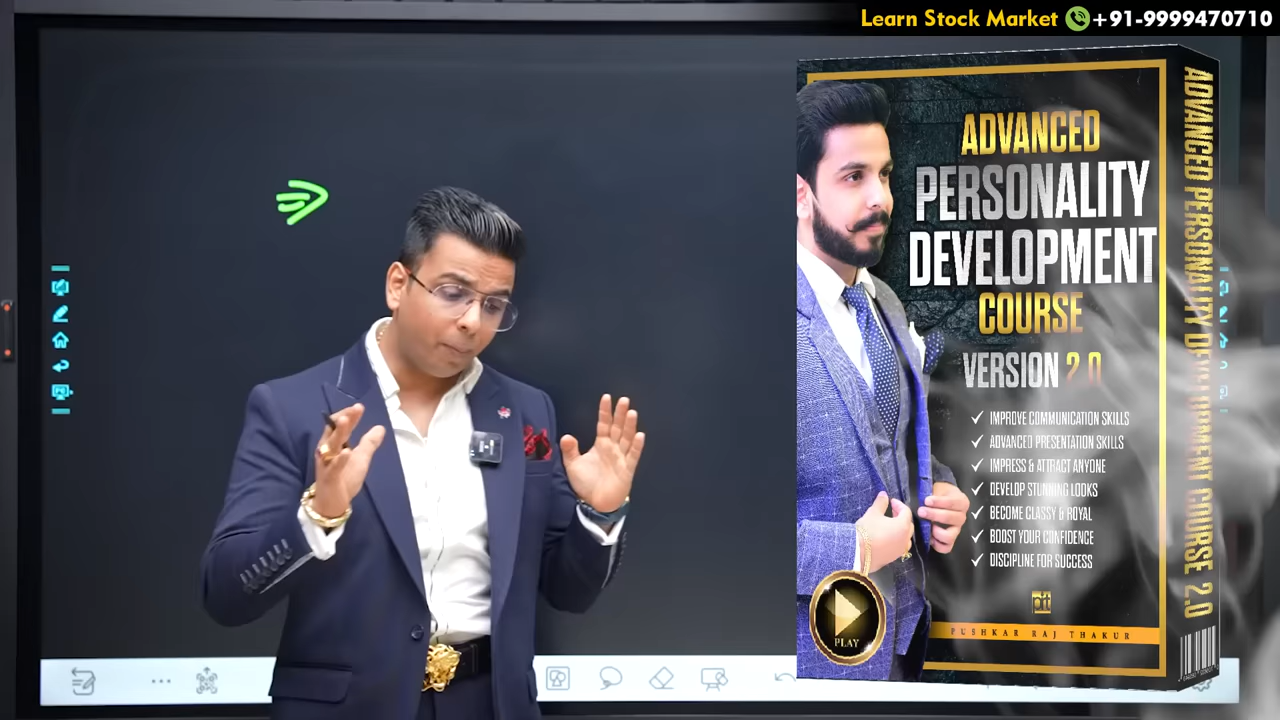 Learn Stock Market +91-9999470710
ADVANCED
PERSONALITY
DEVELOPMENT
COURSE
VERSION 2.0
✓ IMPROVE COMMUNICATION SKILLS
✓ ADVANCED PRESENTATION SKILLS
✓ IMPRESS & ATTRACT ANYONE
✓ DEVELOP STUNNING LOOKS
✓ BECOME CLASSY & ROYAL
✓ BOOST YOUR CONFIDENCE
✓ DISCIPLINE FOR SUCCESS
PLAY
PUSHKAR RAJ THAKUR
ADVANCED PERSONALITY DEVELOPMENT COURSE 2.0